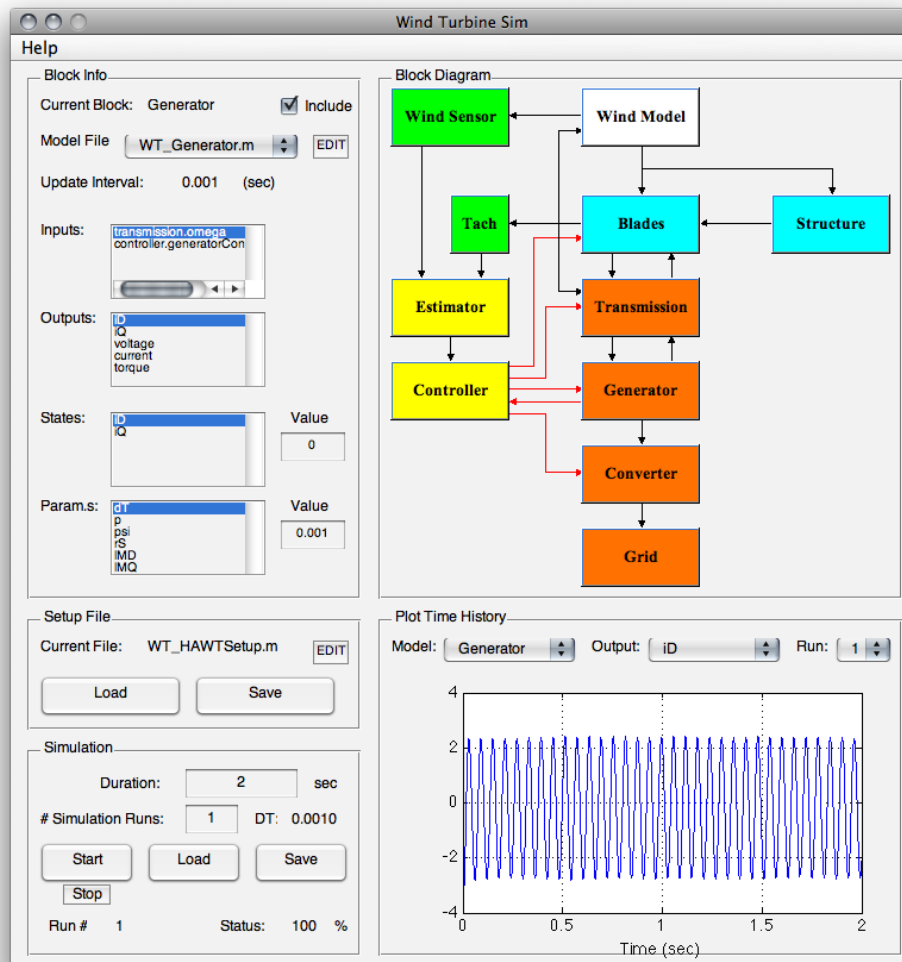 Wind Turbine Sim
Help
Block Info
Current Block: Generator Include
Model File WT_Generator.m EDIT
Update Interval: 0.001 (sec)
Inputs: transmission.omega
controller.generatorCon
Outputs: iD
iQ
voltage
current
torque
States: iD
iQ
Value
0
Param.s: dT
p
psi
rS
lMD
lMQ
Value
0.001
Block Diagram
Wind Sensor Wind Model
Tach Blades Structure
Estimator Transmission
Controller Generator
Converter
Grid
Setup File
Current File: WT_HAWTSetup.m EDIT
Load Save
Simulation
Duration: 2 sec
# Simulation Runs: 1 DT: 0.0010
Start Load Save
Stop
Run # 1 Status: 100 %
Plot Time History
Model: Generator Output: iD Run: 1
4
2
0
-2
-4
0 0.5 1 1.5 2
Time (sec)